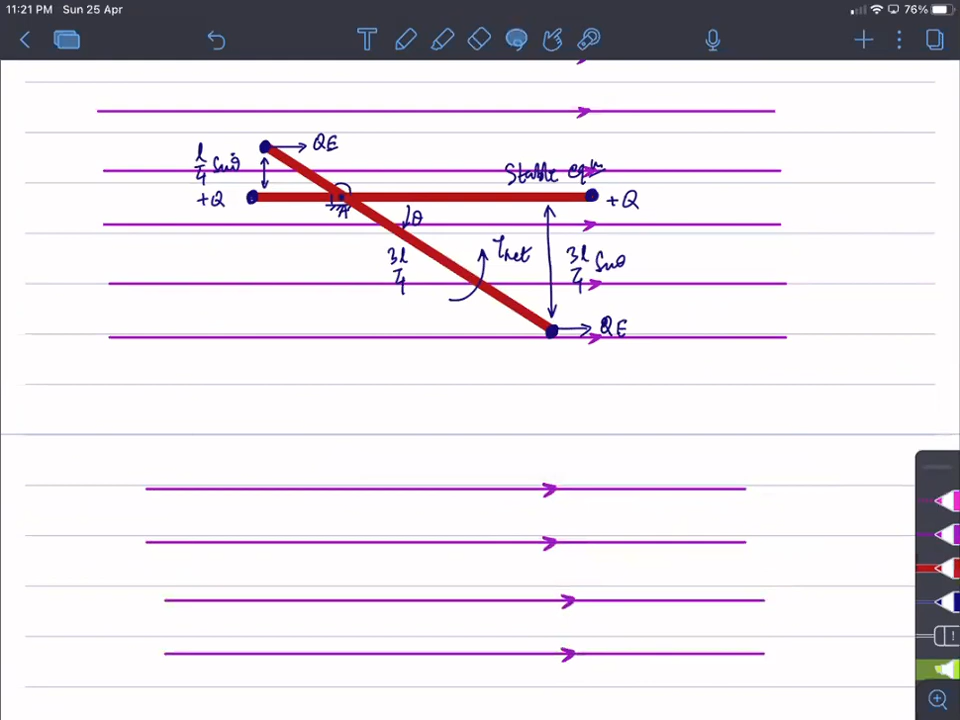 11:21 PM Sun 25 Apr
76%
QE
l/4 Sinθ
Stable eqm
+Q
+Q
A
θ
3l/4
τnet
3l/4 Sinθ
QE